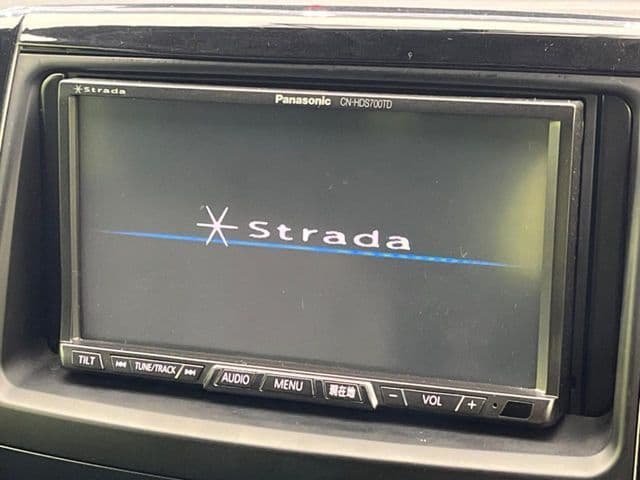 Strada
Panasonic CN-HDS700TD
Strada
TILT TUNE/TRACK AUDIO MENU 現在地 - VOL +